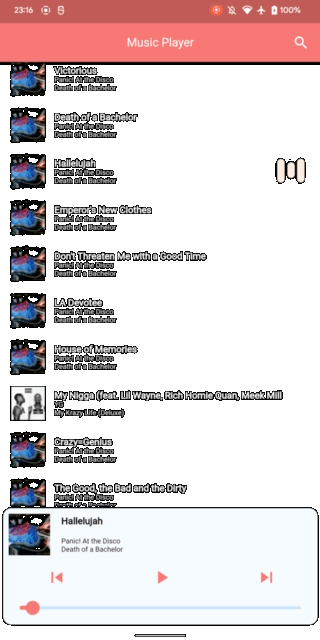 23:16
100%
Music Player
Victorious
Panic! At the Disco
Death of a Bachelor
Death of a Bachelor
Panic! At the Disco
Death of a Bachelor
Hallelujah
Panic! At the Disco
Death of a Bachelor
Emperor's New Clothes
Panic! At the Disco
Death of a Bachelor
Don't Threaten Me with a Good Time
Panic! At the Disco
Death of a Bachelor
LA Devotee
Panic! At the Disco
Death of a Bachelor
House of Memories
Panic! At the Disco
Death of a Bachelor
My Nigga (feat. Lil Wayne, Rich Homie Quan, Meek Mill
YG
My Krazy Life (Deluxe)
Crazy=Genius
Panic! At the Disco
Death of a Bachelor
The Good, the Bad and the Dirty
Panic! At the Disco
Death of a Bachelor
Hallelujah
Panic! At the Disco
Death of a Bachelor